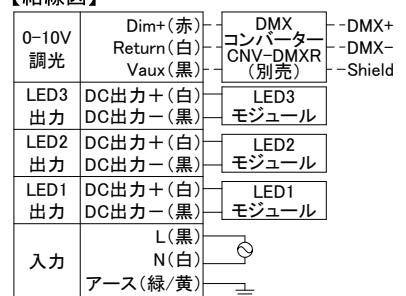 【結線図】
0-10V
調光
Dim+(赤)
Return(白)
Vaux(黒)
DMX
コンバーター
CNV-DMXR
(別売)
DMX+
DMX-
Shield
LED3
出力
DC出力+(白)
DC出力-(黒)
LED3
モジュール
LED2
出力
DC出力+(白)
DC出力-(黒)
LED2
モジュール
LED1
出力
DC出力+(白)
DC出力-(黒)
LED1
モジュール
入力
L(黒)
N(白)
アース(緑/黄)